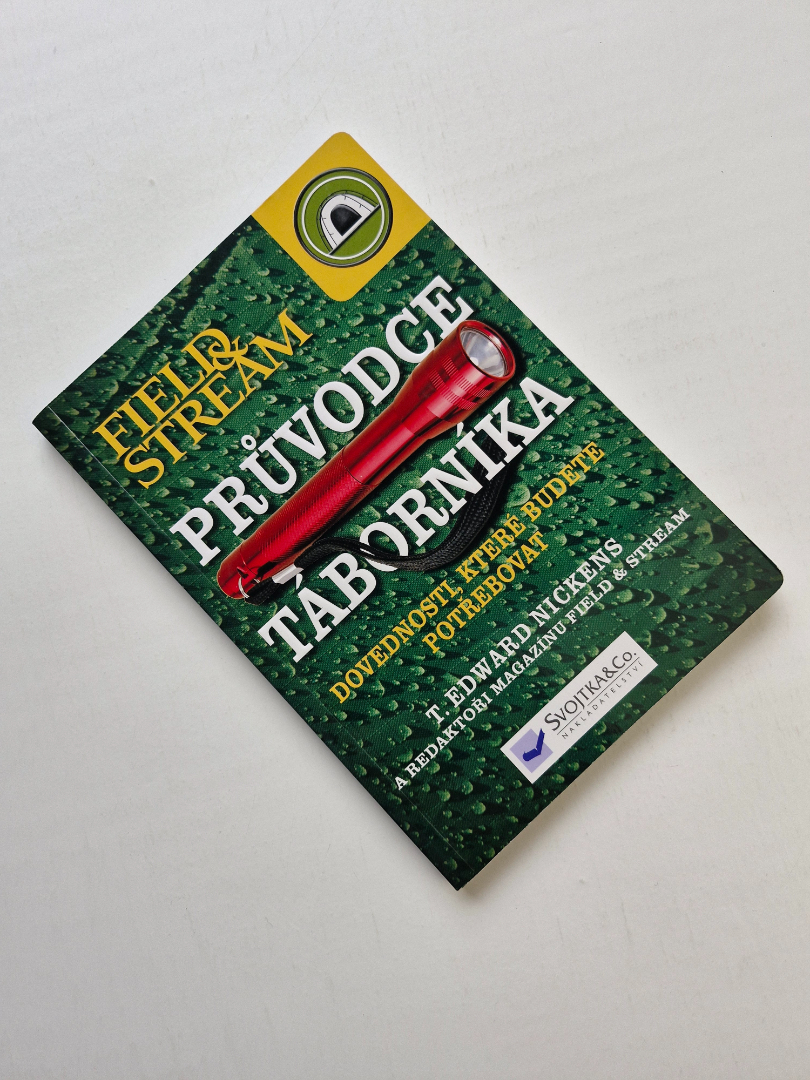 FIELD &
STREAM
PRŮVODCE
TÁBORNÍKA
DOVEDNOSTI, KTERÉ BUDETE
POTŘEBOVAT
T. EDWARD NICKENS
A REDAKTOŘI MAGAZÍNU FIELD & STREAM
SVOJTKA&CO.
NAKLADATELSTVÍ